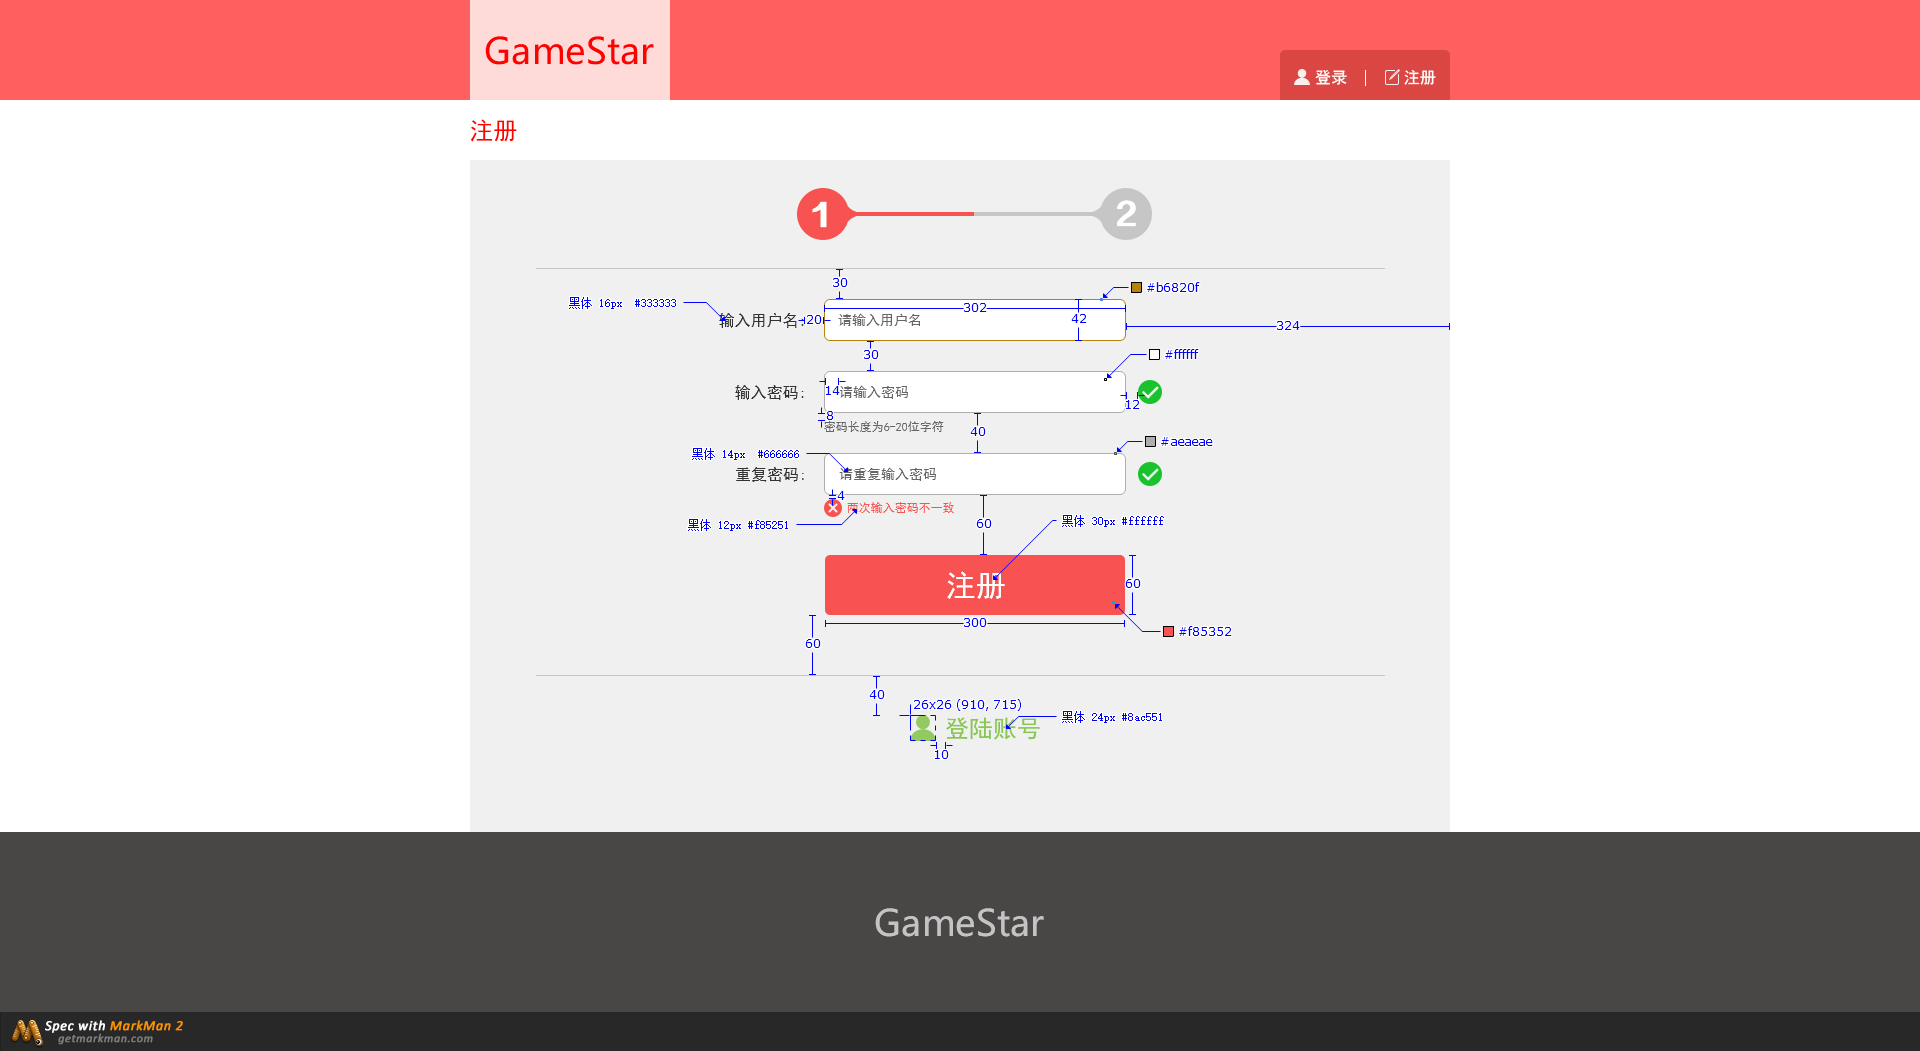 GameStar
登录 | 注册
注册
1 2
30
#b6820f
黑体 16px #333333
302
输入用户名: 20 请输入用户名 42
324
30
#ffffff
输入密码: 14 请输入密码
12
8
密码长度为6-20位字符
40
#aeaeae
黑体 14px #666666
重复密码: 请重复输入密码
4
两次输入密码不一致
黑体 12px #f85251
60
黑体 30px #ffffff
注册
60
300
#f85352
60
40
26x26 (910, 715)
黑体 24px #8ac551
登陆账号
10
GameStar
Spec with MarkMan 2
getmarkman.com